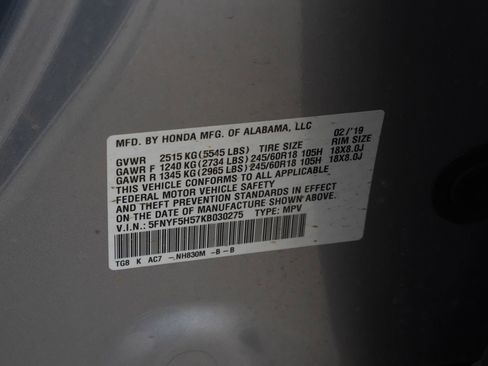 MFD. BY HONDA MFG. OF ALABAMA, LLC 02/'19
GVWR 2515 KG (5545 LBS) TIRE SIZE RIM SIZE
GAWR F 1240 KG (2734 LBS) 245/60R18 105H 18X8.0J
GAWR R 1345 KG (2965 LBS) 245/60R18 105H 18X8.0J
THIS VEHICLE CONFORMS TO ALL APPLICABLE
FEDERAL MOTOR VEHICLE SAFETY
AND THEFT PREVENTION STANDARDS IN EFFECT
ON THE DATE OF MANUFACTURE SHOWN ABOVE.
V.I.N.: 5FNYF5H57KB030275 TYPE: MPV
TG8 K AC7 -.NH830M -B -B